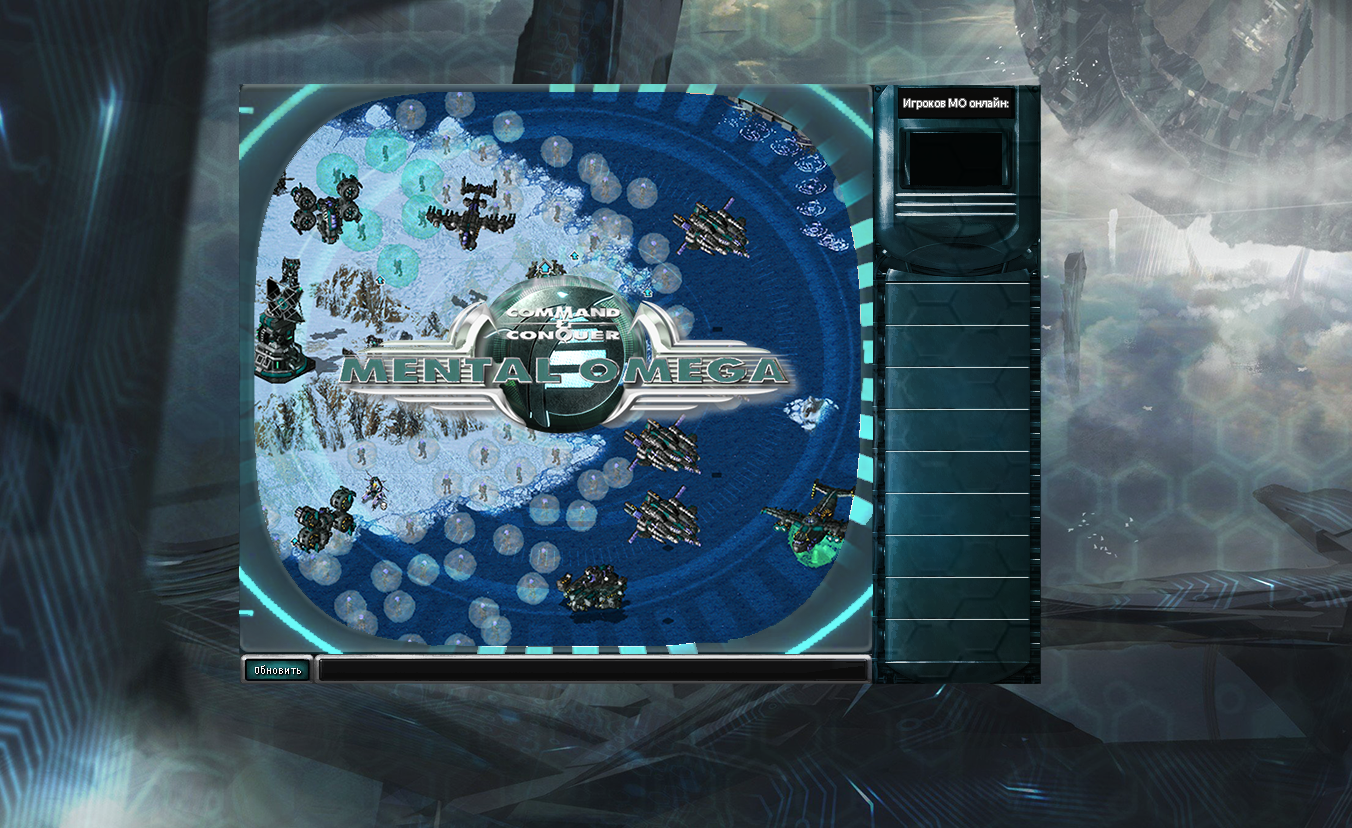 Игроков МО онлайн:
COMMAND
&
CONQUER
MENTAL OMEGA
Обновить